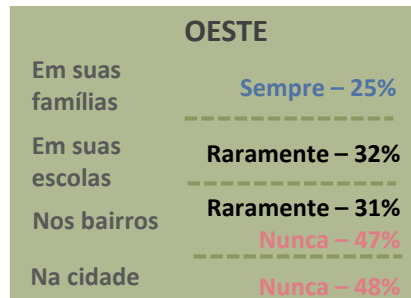 OESTE
Em suas
famílias
Sempre – 25%
Em suas
escolas
Raramente – 32%
Nos bairros
Raramente – 31%
Nunca – 47%
Na cidade
Nunca – 48%